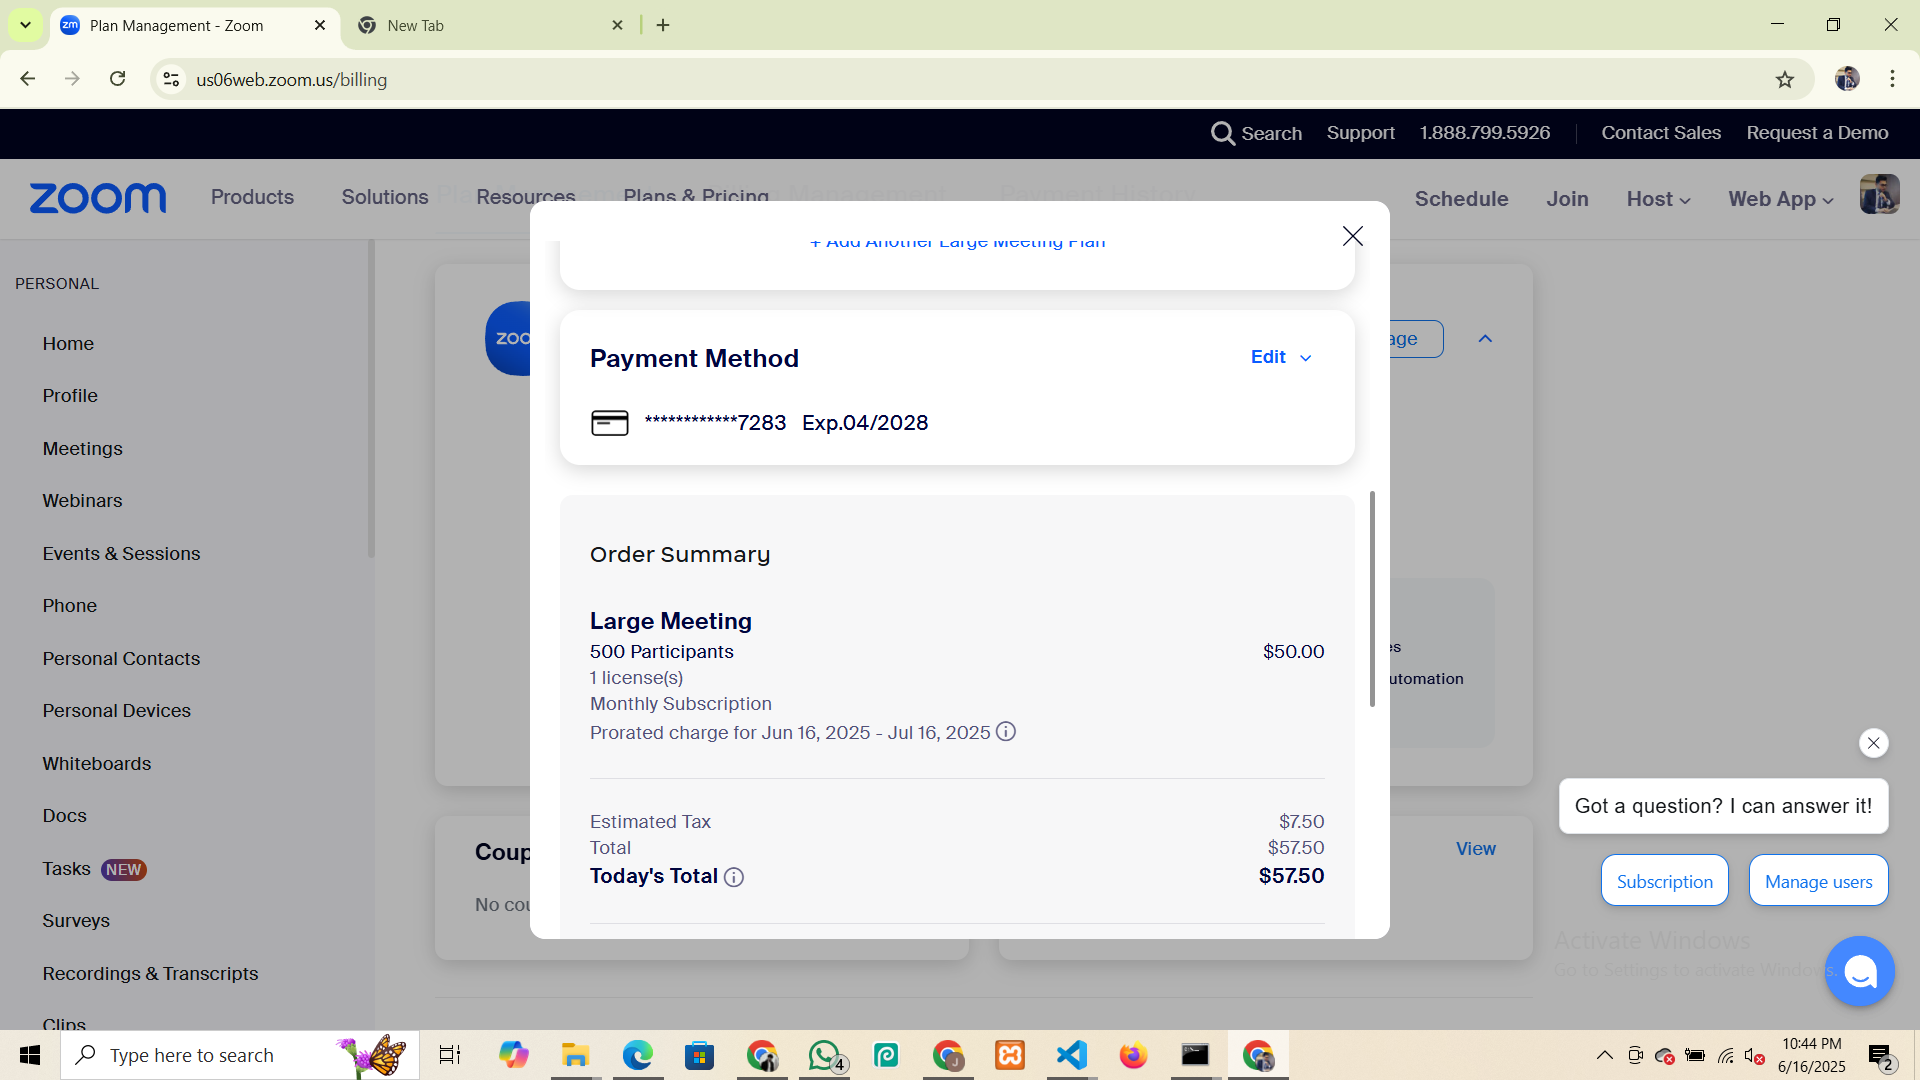 Plan Management - Zoom
New Tab
us06web.zoom.us/billing
Search
Support
1.888.799.5926
Contact Sales
Request a Demo
zoom
Products
Solutions
Resources
Plans & Pricing
Schedule
Join
Host
Web App
Payment History
PERSONAL
Home
Profile
Meetings
Webinars
Events & Sessions
Phone
Personal Contacts
Personal Devices
Whiteboards
Docs
Tasks NEW
Surveys
Recordings & Transcripts
Clips
+ Add Another Large Meeting Plan
Payment Method
Edit
************7283 Exp.04/2028
Order Summary
Large Meeting
500 Participants $50.00
1 license(s)
Monthly Subscription
Prorated charge for Jun 16, 2025 - Jul 16, 2025
Estimated Tax $7.50
Total $57.50
Today's Total $57.50
View
Got a question? I can answer it!
Subscription
Manage users
Activate Windows
Go to Settings to activate Windows.
Type here to search
4
10:44 PM
6/16/2025
2